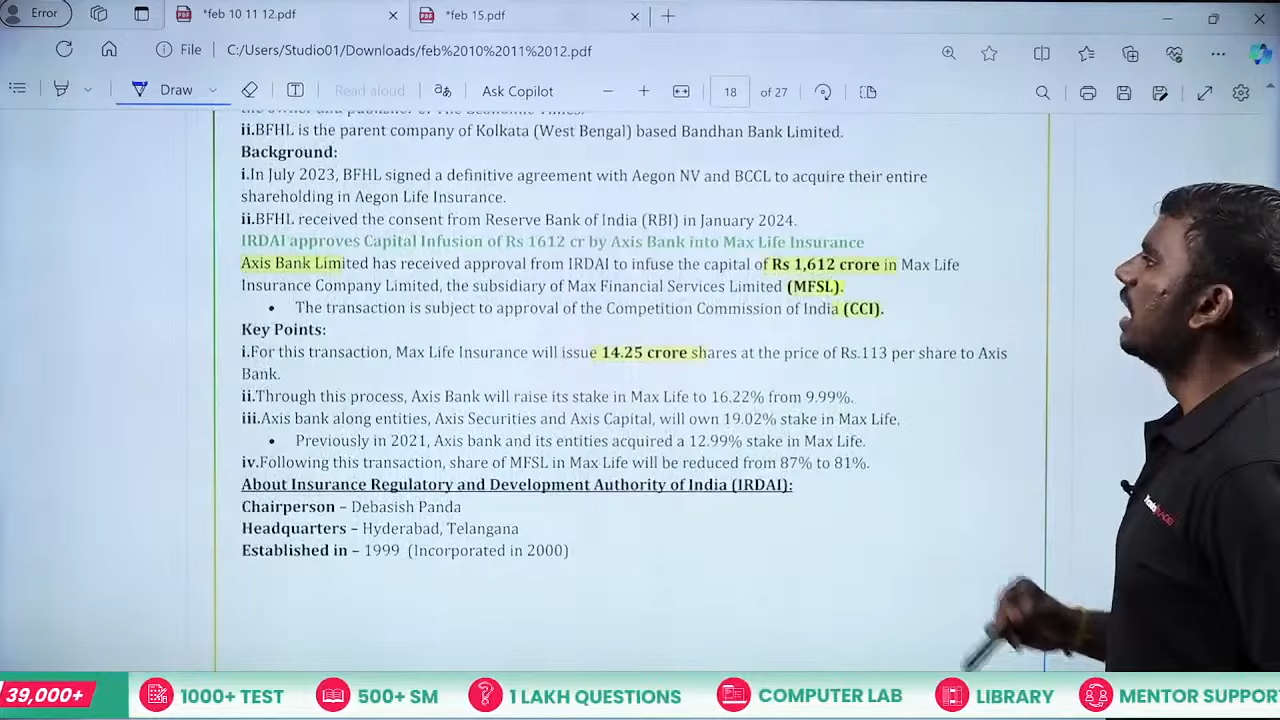 Error
*feb 10 11 12.pdf
*feb 15.pdf
File
C:/Users/Studio01/Downloads/feb%2010%2011%2012.pdf
Draw
Read aloud
Ask Copilot
18
of 27
ii.BFHL is the parent company of Kolkata (West Bengal) based Bandhan Bank Limited.
Background:
i.In July 2023, BFHL signed a definitive agreement with Aegon NV and BCCL to acquire their entire
shareholding in Aegon Life Insurance.
ii.BFHL received the consent from Reserve Bank of India (RBI) in January 2024.
IRDAI approves Capital Infusion of Rs 1612 cr by Axis Bank into Max Life Insurance
Axis Bank Limited has received approval from IRDAI to infuse the capital of Rs 1,612 crore in Max Life
Insurance Company Limited, the subsidiary of Max Financial Services Limited (MFSL).
• The transaction is subject to approval of the Competition Commission of India (CCI).
Key Points:
i.For this transaction, Max Life Insurance will issue 14.25 crore shares at the price of Rs.113 per share to Axis
Bank.
ii.Through this process, Axis Bank will raise its stake in Max Life to 16.22% from 9.99%.
iii.Axis bank along entities, Axis Securities and Axis Capital, will own 19.02% stake in Max Life.
• Previously in 2021, Axis bank and its entities acquired a 12.99% stake in Max Life.
iv.Following this transaction, share of MFSL in Max Life will be reduced from 87% to 81%.
About Insurance Regulatory and Development Authority of India (IRDAI):
Chairperson – Debasish Panda
Headquarters – Hyderabad, Telangana
Established in – 1999 (Incorporated in 2000)
39,000+
1000+ TEST
500+ SM
1 LAKH QUESTIONS
COMPUTER LAB
LIBRARY
MENTOR SUPPOR